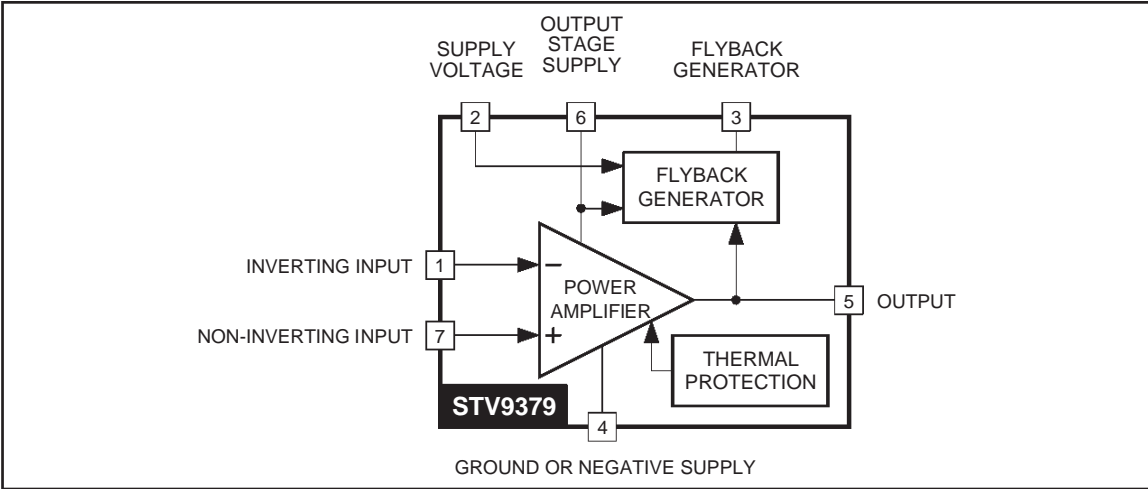 OUTPUT
STAGE
SUPPLY
SUPPLY
VOLTAGE
FLYBACK
GENERATOR
2
6
3
FLYBACK
GENERATOR
INVERTING INPUT
1
−
POWER
AMPLIFIER
5
OUTPUT
NON-INVERTING INPUT
7
+
THERMAL
PROTECTION
STV9379
4
GROUND OR NEGATIVE SUPPLY